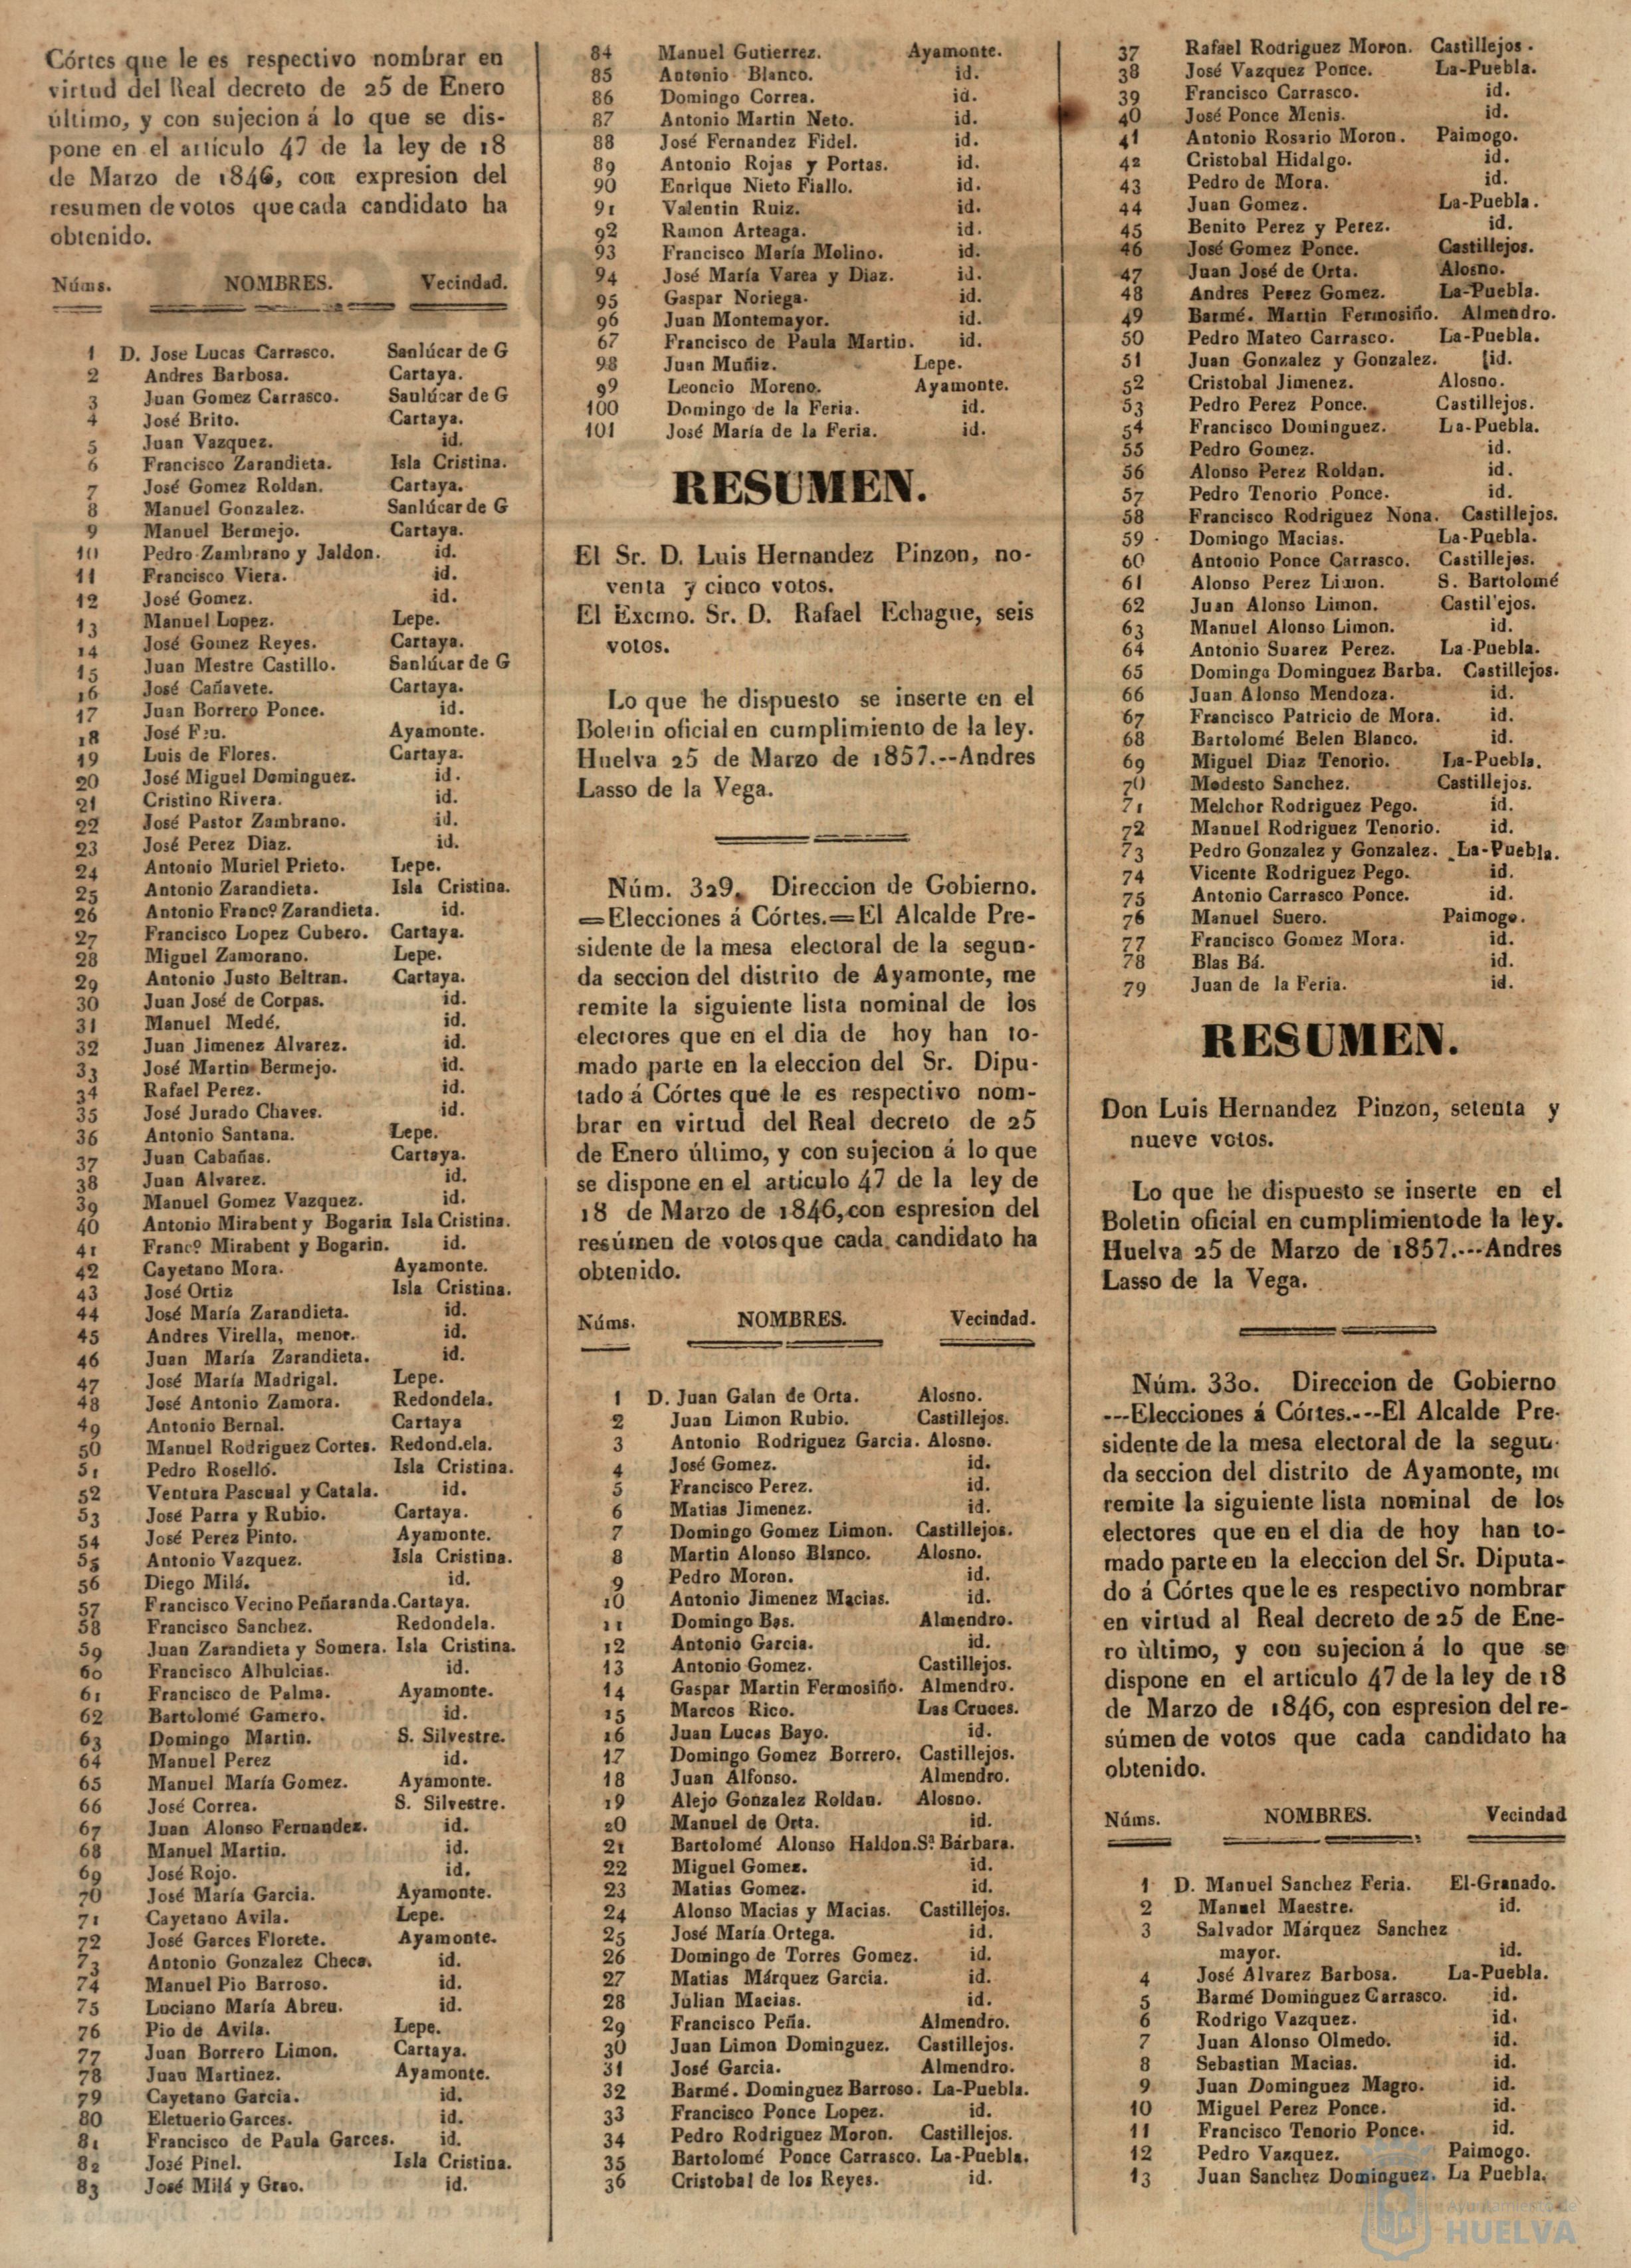 Córtes que le es respectivo nombrar en
virtud del Real decreto de 25 de Enero
último, y con sujecion á lo que se dis-
pone en el artículo 47 de la ley de 18
de Marzo de 1846, con expresion del
resumen de votos que cada candidato ha
obtenido.
Núms. NOMBRES. Vecindad.
1 D. Jose Lucas Carrasco. Sanlúcar de G
2 Andres Barbosa. Cartaya.
3 Juan Gomez Carrasco. Sanlúcar de G
4 José Brito. Cartaya.
5 Juan Vazquez. id.
6 Francisco Zarandieta. Isla Cristina.
7 José Gomez Roldan. Cartaya.
8 Manuel Gonzalez. Sanlúcar de G
9 Manuel Bermejo. Cartaya.
10 Pedro Zambrano y Jaldon. id.
11 Francisco Viera. id.
12 José Gomez. id.
13 Manuel Lopez. Lepe.
14 José Gomez Reyes. Cartaya.
15 Juan Mestre Castillo. Sanlúcar de G
16 José Cañavete. Cartaya.
17 Juan Borrero Ponce. id.
18 José Ayamonte.
19 Luis de Flores. Cartaya.
20 José Miguel Dominguez. id.
21 Cristino Rivera. id.
22 José Pastor Zambrano. id.
23 José Perez Diaz. id.
24 Antonio Muriel Prieto. Lepe.
25 Antonio Zarandieta. Isla Cristina.
26 Antonio Francº Zarandieta. id.
27 Francisco Lopez Cubero. Cartaya.
28 Miguel Zamorano. Lepe.
29 Antonio Justo Beltran. Cartaya.
30 Juan José de Corpas. id.
31 Manuel Medé. id.
32 Juan Jimenez Alvarez. id.
33 José Martin Bermejo. id.
34 Rafael Perez. id.
35 José Jurado Chaves. id.
36 Antonio Santana. Lepe.
37 Juan Cabañas. Cartaya.
38 Juan Alvarez. id.
39 Manuel Gomez Vazquez. id.
40 Antonio Mirabent y Bogarin Isla Cristina.
41 Francº Mirabent y Bogarin. id.
42 Cayetano Mora. Ayamonte.
43 José Ortiz Isla Cristina.
44 José María Zarandieta. id.
45 Andres Virella, menor. id.
46 Juan María Zarandieta. id.
47 José María Madrigal. Lepe.
48 José Antonio Zamora. Redondela.
49 Antonio Bernal. Cartaya
50 Manuel Rodriguez Cortes. Redond.ela.
51 Pedro Roselló. Isla Cristina.
52 Ventura Pascual y Catala. id.
53 José Parra y Rubio. Cartaya.
54 José Perez Pinto. Ayamonte.
55 Antonio Vazquez. Isla Cristina.
56 Diego Milá. id.
57 Francisco Vecino Peñaranda. Cartaya.
58 Francisco Sanchez. Redondela.
59 Juan Zarandieta y Somera. Isla Cristina.
60 Francisco Albulcias. id.
61 Francisco de Palma. Ayamonte.
62 Bartolomé Gamero. id.
63 Domingo Martin. S. Silvestre.
64 Manuel Perez id.
65 Manuel María Gomez. Ayamonte.
66 José Correa. S. Silvestre.
67 Juan Alonso Fernandez. id.
68 Manuel Martin. id.
69 José Rojo. id.
70 José María Garcia. Ayamonte.
71 Cayetano Avila. Lepe.
72 José Garces Florete. Ayamonte.
73 Antonio Gonzalez Checa. id.
74 Manuel Pio Barroso. id.
75 Luciano María Abreu. id.
76 Pio de Avila. Lepe.
77 Juan Borrero Limon. Cartaya.
78 Juan Martinez. Ayamonte.
79 Cayetano Garcia. id.
80 Eletuerio Garces. id.
81 Francisco de Paula Garces. id.
82 José Pinel. Isla Cristina.
83 José Milá y Grao. id.
84 Manuel Gutierrez. Ayamonte.
85 Antonio Blanco. id.
86 Domingo Correa. id.
87 Antonio Martin Neto. id.
88 José Fernandez Fidel. id.
89 Antonio Rojas y Portas. id.
90 Enrique Nieto Fiallo. id.
91 Valentin Ruiz. id.
92 Ramon Arteaga. id.
93 Francisco María Molino. id.
94 José María Varea y Diaz. id.
95 Gaspar Noriega. id.
96 Juan Montemayor. id.
67 Francisco de Paula Martin. id.
98 Juan Muñiz. Lepe.
99 Leoncio Moreno. Ayamonte.
100 Domingo de la Feria. id.
101 José María de la Feria. id.
RESUMEN.
El Sr. D. Luis Hernandez Pinzon, no-
venta y cinco votos.
El Excmo. Sr. D. Rafael Echague, seis
votos.
Lo que he dispuesto se inserte en el
Boletin oficial en cumplimiento de la ley.
Huelva 25 de Marzo de 1857.--Andres
Lasso de la Vega.
Núm. 329. Direccion de Gobierno.
=Elecciones á Córtes.=El Alcalde Pre-
sidente de la mesa electoral de la segun-
da seccion del distrito de Ayamonte, me
remite la siguiente lista nominal de los
electores que en el dia de hoy han to-
mado parte en la eleccion del Sr. Dipu-
tado á Córtes que le es respectivo nom-
brar en virtud del Real decreto de 25
de Enero último, y con sujecion á lo que
se dispone en el artículo 47 de la ley de
18 de Marzo de 1846, con espresion del
resúmen de votos que cada candidato ha
obtenido.
Núms. NOMBRES. Vecindad.
1 D. Juan Galan de Orta. Alosno.
2 Juan Limon Rubio. Castillejos.
3 Antonio Rodriguez Garcia. Alosno.
4 José Gomez. id.
5 Francisco Perez. id.
6 Matias Jimenez. id.
7 Domingo Gomez Limon. Castillejos.
8 Martin Alonso Blanco. Alosno.
9 Pedro Moron. id.
10 Antonio Jimenez Macias. id.
11 Domingo Bas. Almendro.
12 Antonio Garcia. id.
13 Antonio Gomez. Castillejos.
14 Gaspar Martin Fermosiño. Almendro.
15 Marcos Rico. Las Cruces.
16 Juan Lucas Bayo. id.
17 Domingo Gomez Borrero. Castillejos.
18 Juan Alfonso. Almendro.
19 Alejo Gonzalez Roldan. Alosno.
20 Manuel de Orta. id.
21 Bartolomé Alonso Haldon. Sª. Bárbara.
22 Miguel Gomez. id.
23 Matias Gomez. id.
24 Alonso Macias y Macias. Castillejos.
25 José María Ortega. id.
26 Domingo de Torres Gomez. id.
27 Matias Márquez Garcia. id.
28 Julian Macias. id.
29 Francisco Peña. Almendro.
30 Juan Limon Dominguez. Castillejos.
31 José Garcia. Almendro.
32 Barmé. Dominguez Barroso. La-Puebla.
33 Francisco Ponce Lopez. id.
34 Pedro Rodriguez Moron. Castillejos.
35 Bartolomé Ponce Carrasco. La-Puebla.
36 Cristobal de los Reyes. id.
37 Rafael Rodriguez Moron. Castillejos.
38 José Vazquez Ponce. La-Puebla.
39 Francisco Carrasco. id.
40 José Ponce Menis. id.
41 Antonio Rosario Moron. Paimogo.
42 Cristobal Hidalgo. id.
43 Pedro de Mora. id.
44 Juan Gomez. La-Puebla.
45 Benito Perez y Perez. id.
46 José Gomez Ponce. Castillejos.
47 Juan José de Orta. Alosno.
48 Andres Perez Gomez. La-Puebla.
49 Barmé. Martin Fermosiño. Almendro.
50 Pedro Mateo Carrasco. La-Puebla.
51 Juan Gonzalez y Gonzalez. id.
52 Cristobal Jimenez. Alosno.
53 Pedro Perez Ponce. Castillejos.
54 Francisco Dominguez. La-Puebla.
55 Pedro Gomez. id.
56 Alonso Perez Roldan. id.
57 Pedro Tenorio Ponce. id.
58 Francisco Rodriguez Nona. Castillejos.
59 Domingo Macias. La-Puebla.
60 Antonio Ponce Carrasco. Castillejos.
61 Alonso Perez Limon. S. Bartolomé
62 Juan Alonso Limon. Castil'ejos.
63 Manuel Alonso Limon. id.
64 Antonio Suarez Perez. La-Puebla.
65 Domingo Dominguez Barba. Castillejos.
66 Juan Alonso Mendoza. id.
67 Francisco Patricio de Mora. id.
68 Bartolomé Belen Blanco. id.
69 Miguel Diaz Tenorio. La-Puebla.
70 Modesto Sanchez. Castillejos.
71 Melchor Rodriguez Pego. id.
72 Manuel Rodriguez Tenorio. id.
73 Pedro Gonzalez y Gonzalez. La-Puebla.
74 Vicente Rodriguez Pego. id.
75 Antonio Carrasco Ponce. id.
76 Manuel Suero. Paimogo.
77 Francisco Gomez Mora. id.
78 Blas Bá. id.
79 Juan de la Feria. id.
RESUMEN.
Don Luis Hernandez Pinzon, setenta y
nueve votos.
Lo que he dispuesto se inserte en el
Boletin oficial en cumplimiento de la ley.
Huelva 25 de Marzo de 1857.---Andres
Lasso de la Vega.
Núm. 330. Direccion de Gobierno
---Elecciones á Córtes.---El Alcalde Pre-
sidente de la mesa electoral de la segun-
da seccion del distrito de Ayamonte, me
remite la siguiente lista nominal de los
electores que en el dia de hoy han to-
mado parte en la eleccion del Sr. Diputa-
do á Córtes que le es respectivo nombrar
en virtud al Real decreto de 25 de Ene-
ro ùltimo, y con sujecion á lo que se
dispone en el artículo 47 de la ley de 18
de Marzo de 1846, con espresion del re-
súmen de votos que cada candidato ha
obtenido.
Núms. NOMBRES. Vecindad
1 D. Manuel Sanchez Feria. El-Granado.
2 Manuel Maestre. id.
3 Salvador Márquez Sanchez
mayor. id.
4 José Alvarez Barbosa. La-Puebla.
5 Barmé Dominguez Carrasco. id.
6 Rodrigo Vazquez. id.
7 Juan Alonso Olmedo. id.
8 Sebastian Macias. id.
9 Juan Dominguez Magro. id.
10 Miguel Perez Ponce. id.
11 Francisco Tenorio Ponce. id.
12 Pedro Vazquez. Paimogo.
13 Juan Sanchez Dominguez. La Puebla.
Ayuntamiento de
HUELVA